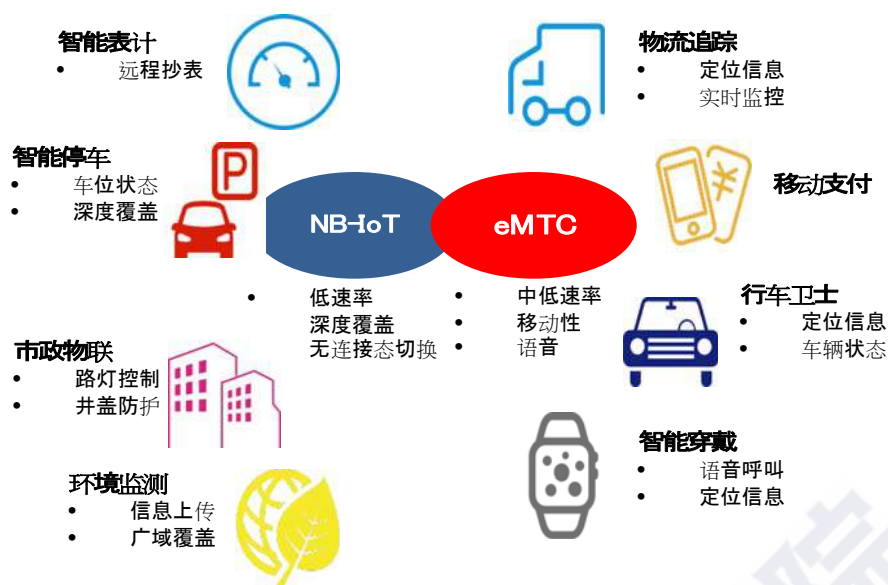 智能表计
• 远程抄表
智能停车
• 车位状态
• 深度覆盖
P
市政物联
• 路灯控制
• 井盖防护
环境监测
• 信息上传
• 广域覆盖
NB-IoT
• 低速率
深度覆盖
无连接态切换
eMTC
• 中低速率
• 移动性
• 语音
物流追踪
• 定位信息
• 实时监控
¥
移动支付
行车卫士
• 定位信息
• 车辆状态
智能穿戴
• 语音呼叫
• 定位信息